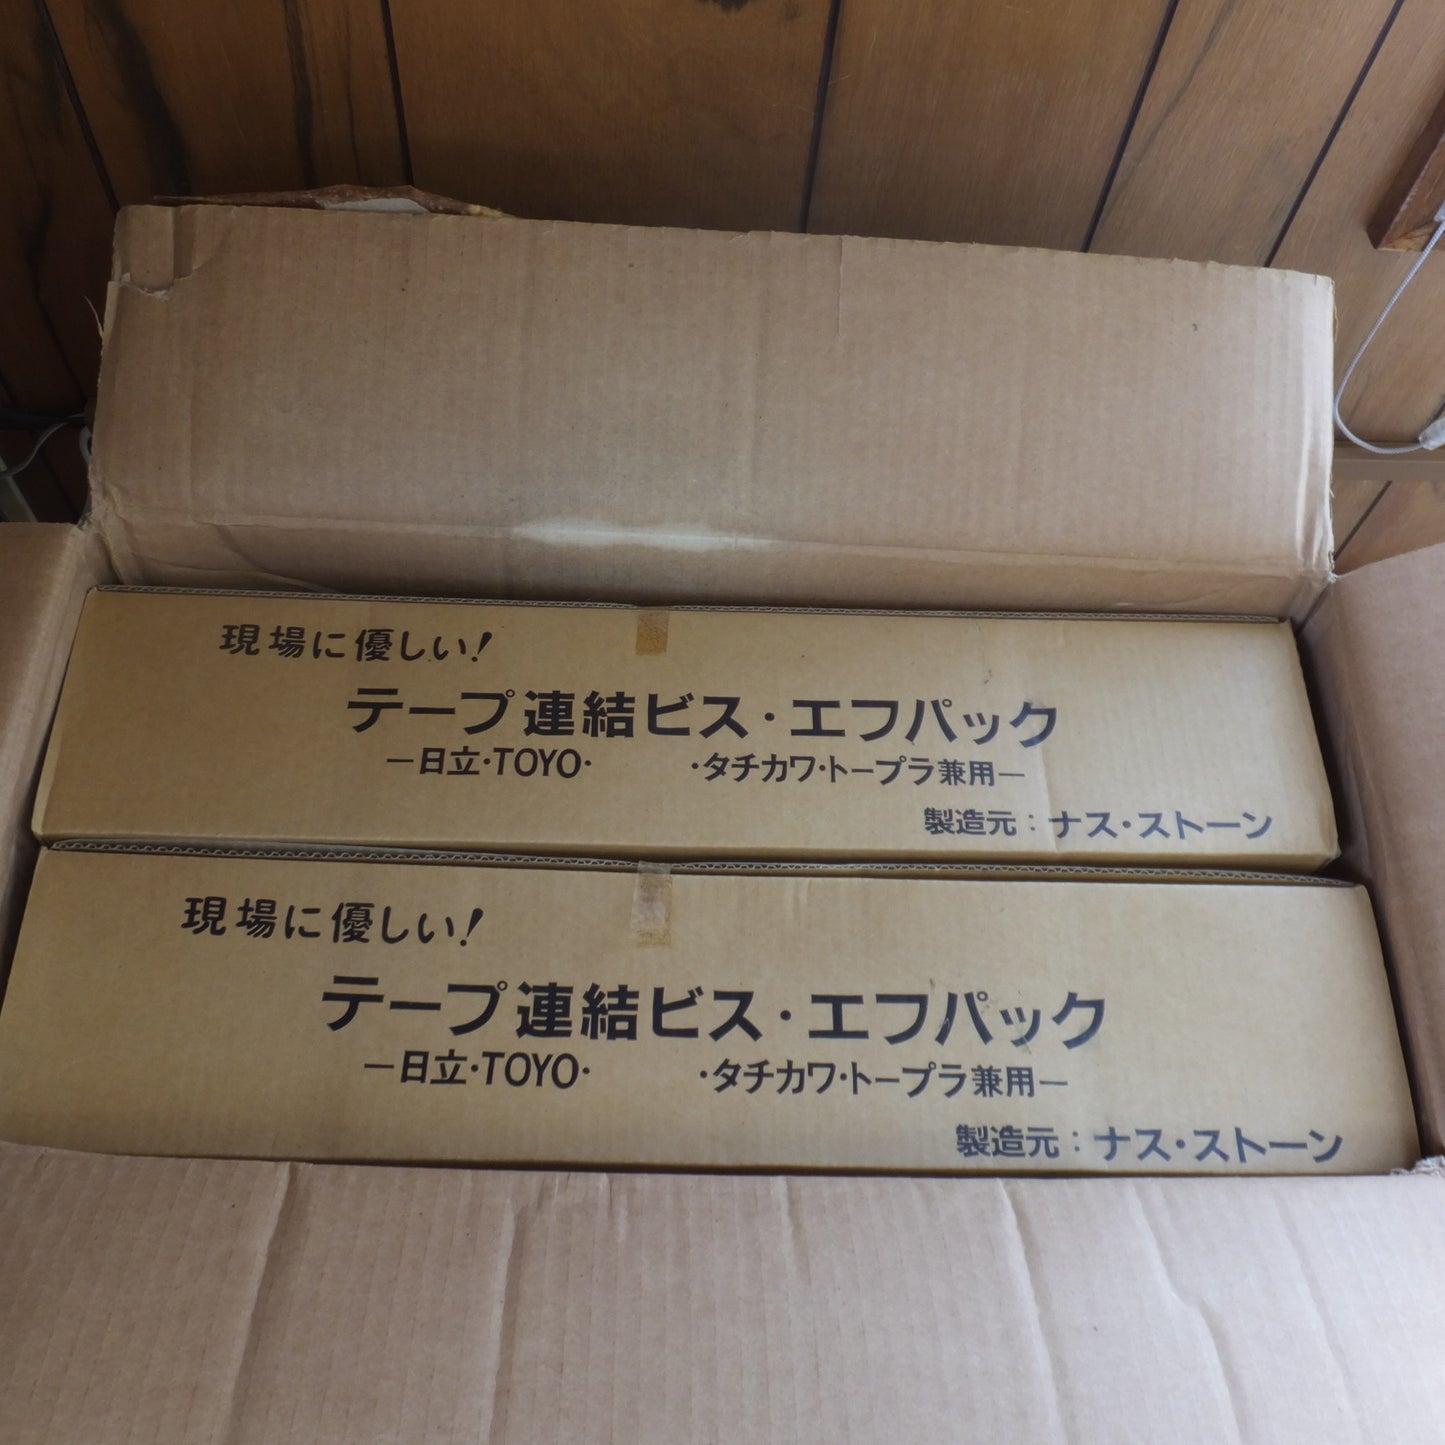 現場に優しい!
テープ連結ビス・エフパック
ー日立・TOYO・ ・タチカワ・トープラ兼用ー
製造元：ナス・ストーン
現場に優しい!
テープ連結ビス・エフパック
ー日立・TOYO・ ・タチカワ・トープラ兼用ー
製造元：ナス・ストーン